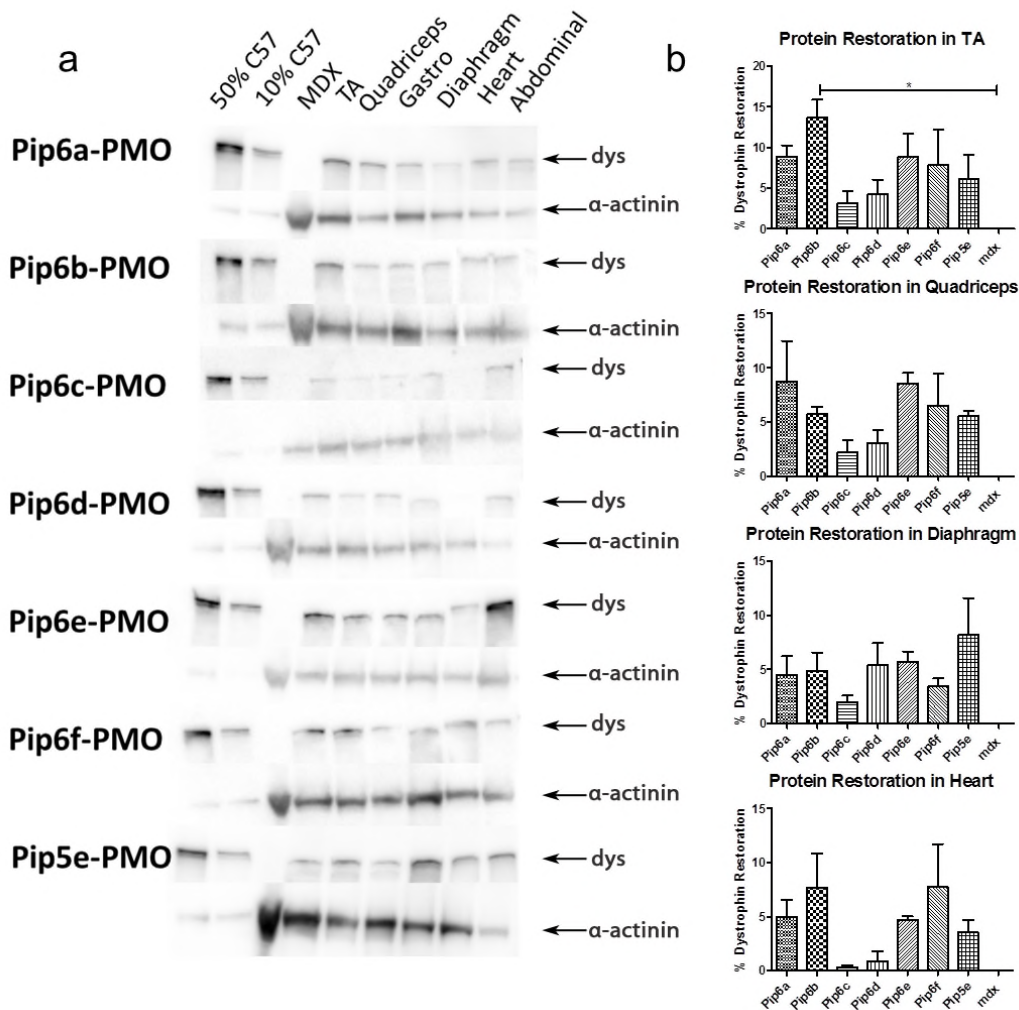 a
50% C57
10% C57
MDX
TA
Quadriceps
Gastro
Diaphragm
Heart
Abdominal
Pip6a-PMO
dys
α-actinin
Pip6b-PMO
dys
α-actinin
Pip6c-PMO
dys
α-actinin
Pip6d-PMO
dys
α-actinin
Pip6e-PMO
dys
α-actinin
Pip6f-PMO
dys
α-actinin
Pip5e-PMO
dys
α-actinin
b
Protein Restoration in TA
% Dystrophin Restoration
20
15
10
5
0
*
Pip6a
Pip6b
Pip6c
Pip6d
Pip6e
Pip6f
Pip5e
mdx
Protein Restoration in Quadriceps
% Dystrophin Restoration
15
10
5
0
Pip6a
Pip6b
Pip6c
Pip6d
Pip6e
Pip6f
Pip5e
mdx
Protein Restoration in Diaphragm
% Dystrophin Restoration
15
10
5
0
Pip6a
Pip6b
Pip6c
Pip6d
Pip6e
Pip6f
Pip5e
mdx
Protein Restoration in Heart
% Dystrophin Restoration
15
10
5
0
Pip6a
Pip6b
Pip6c
Pip6d
Pip6e
Pip6f
Pip5e
mdx